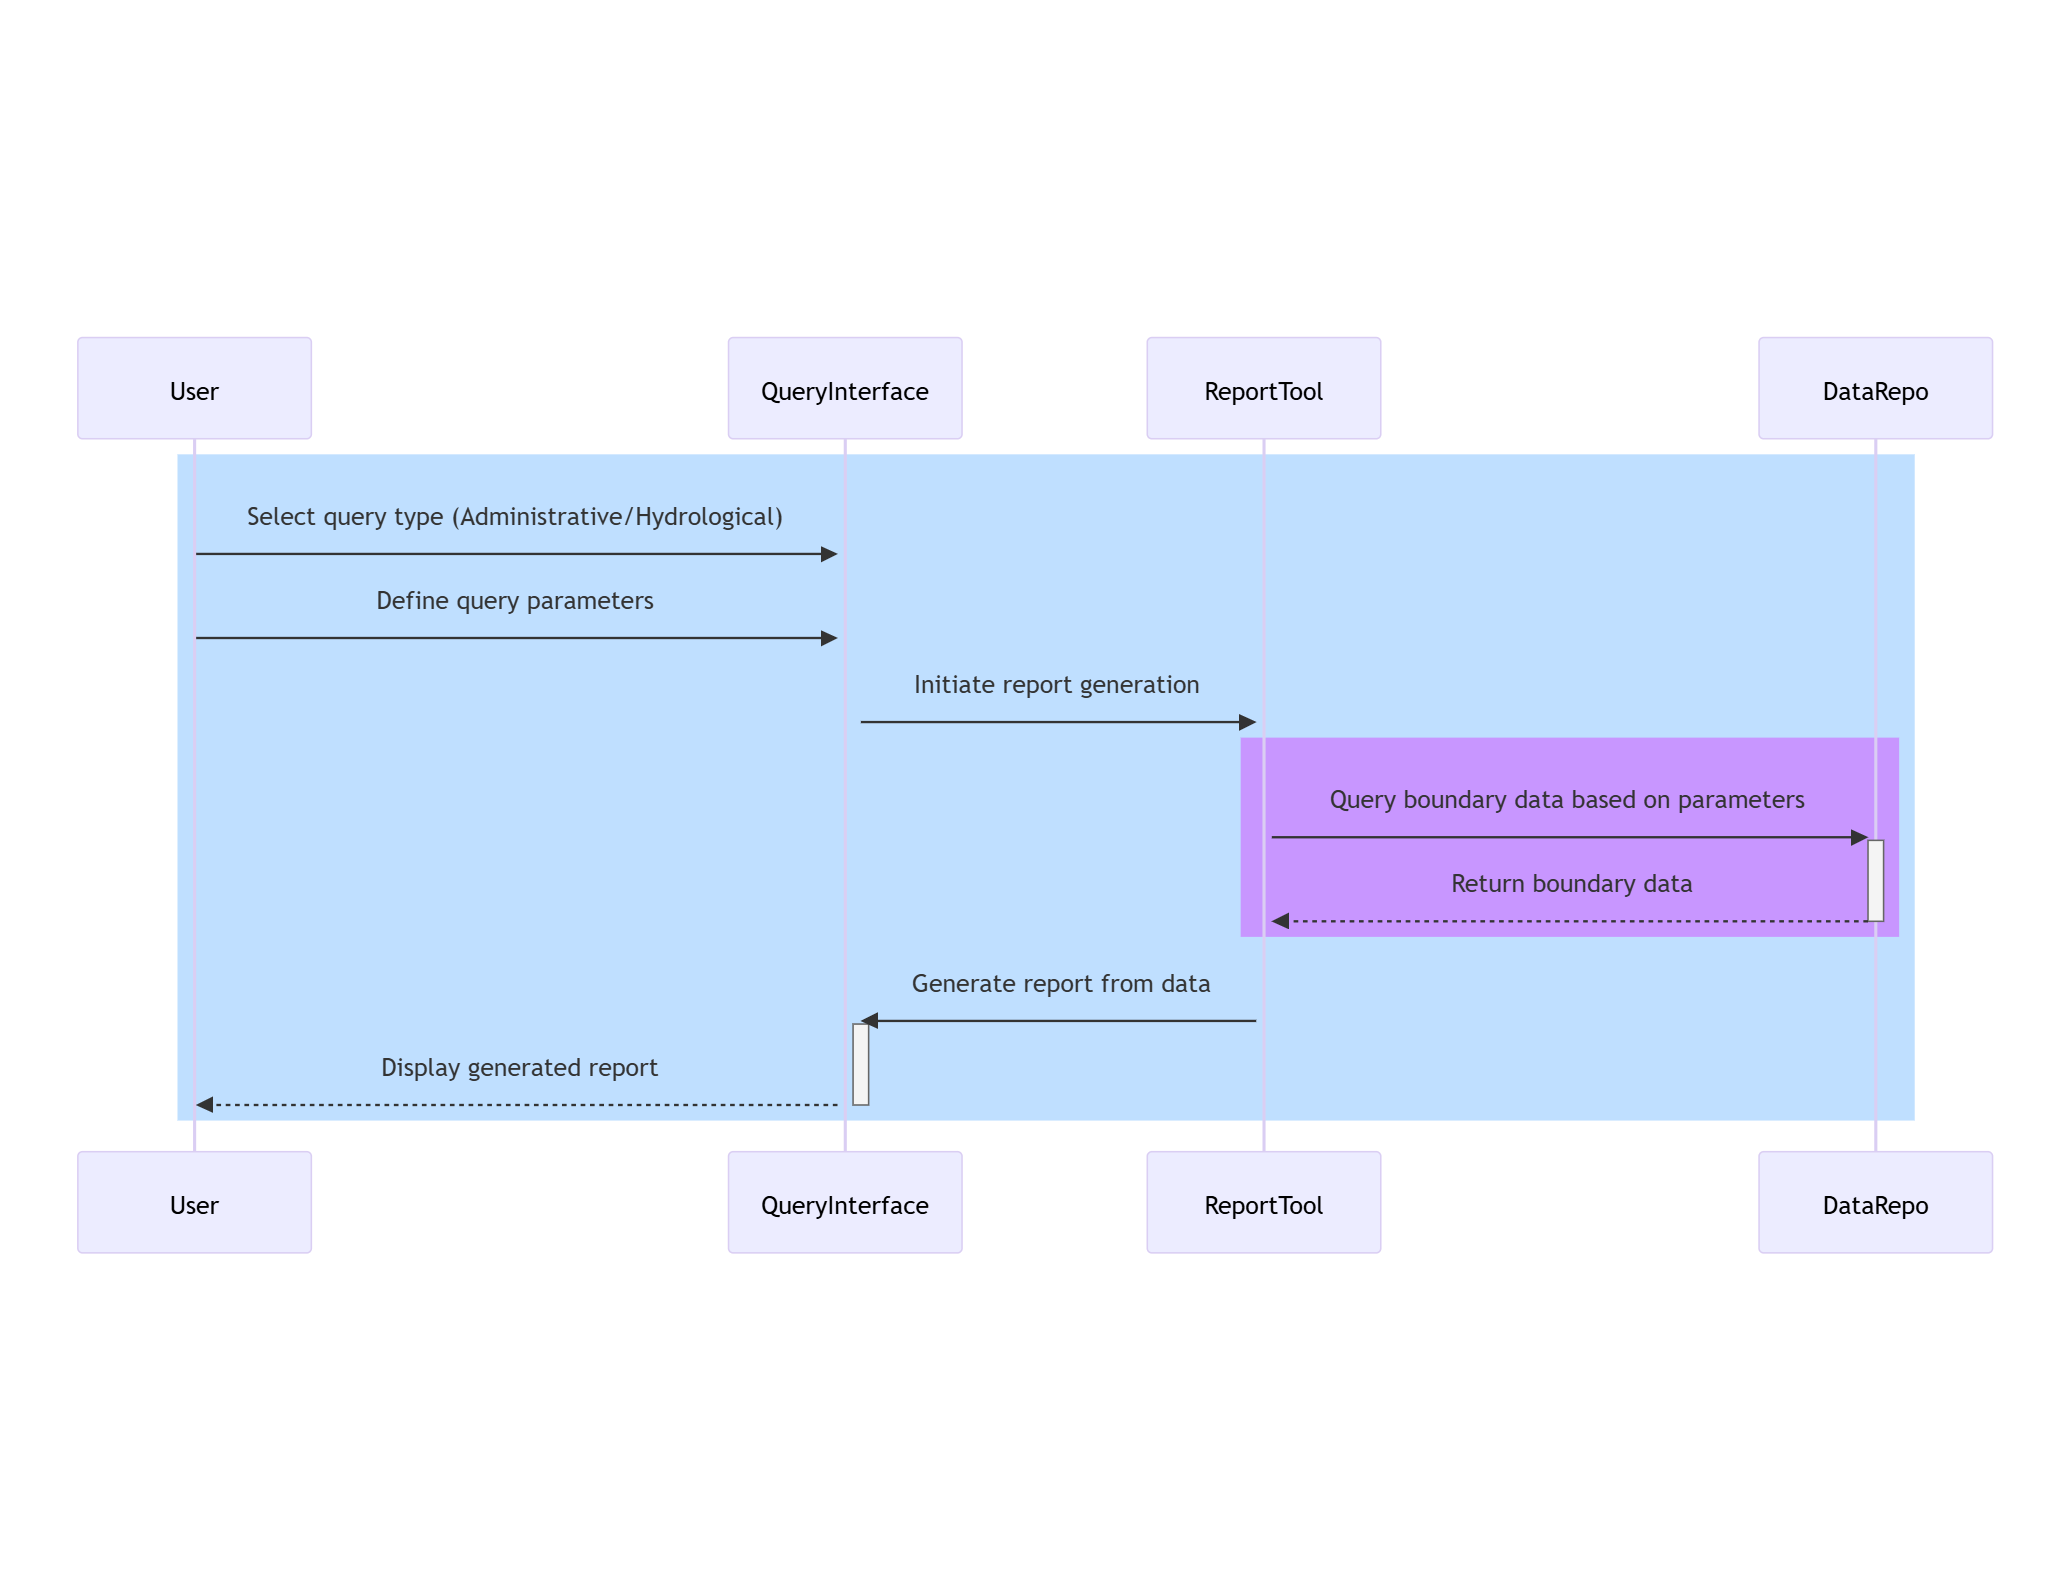 User
QueryInterface
ReportTool
DataRepo
Select query type (Administrative/Hydrological)
Define query parameters
Initiate report generation
Query boundary data based on parameters
Return boundary data
Generate report from data
Display generated report
User
QueryInterface
ReportTool
DataRepo